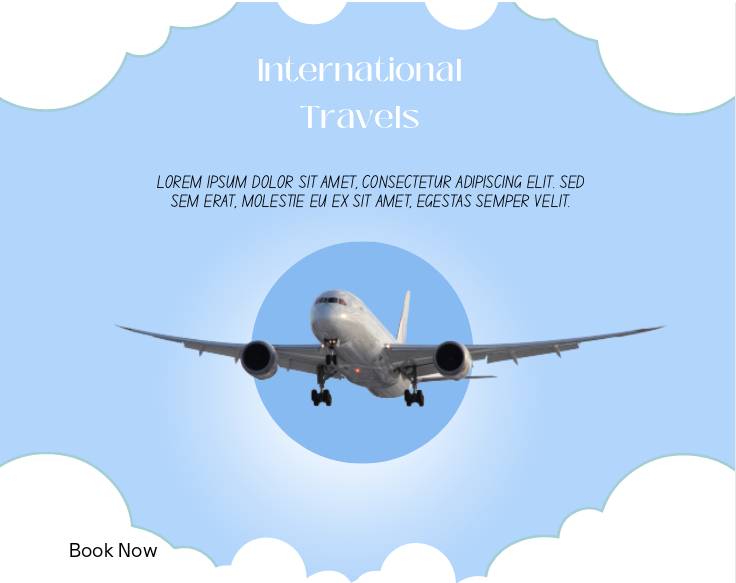 International
Travels
LOREM IPSUM DOLOR SIT AMET, CONSECTETUR ADIPISCING ELIT. SED
SEM ERAT, MOLESTIE EU EX SIT AMET, EGESTAS SEMPER VELIT.
Book Now